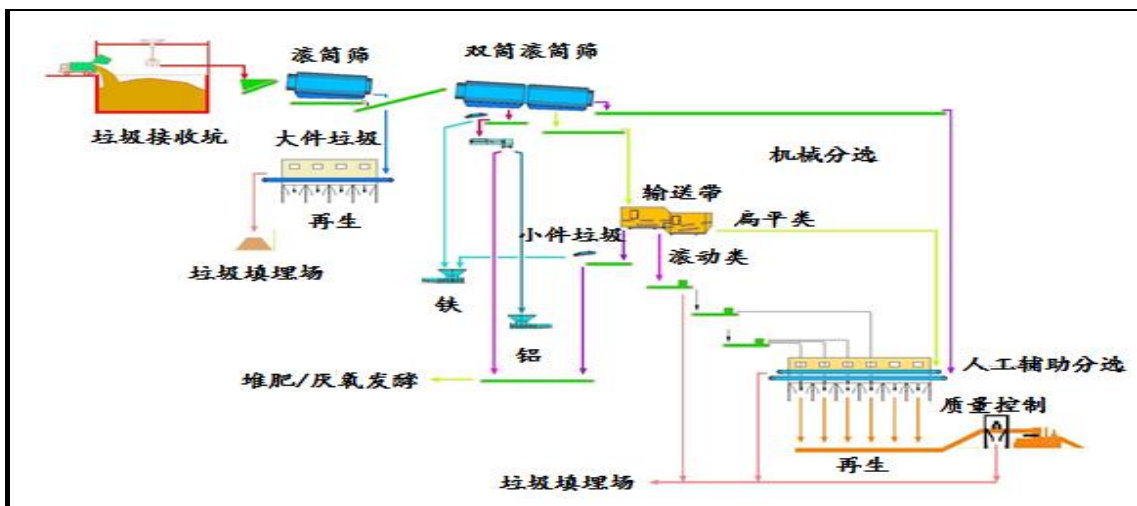 滚筒筛
双筒滚筒筛
垃圾接收坑
大件垃圾
机械分选
输送带
扁平类
再生
小件垃圾
滚动类
垃圾填埋场
铁
铝
堆肥/厌氧发酵
人工辅助分选
质量控制
再生
垃圾填埋场